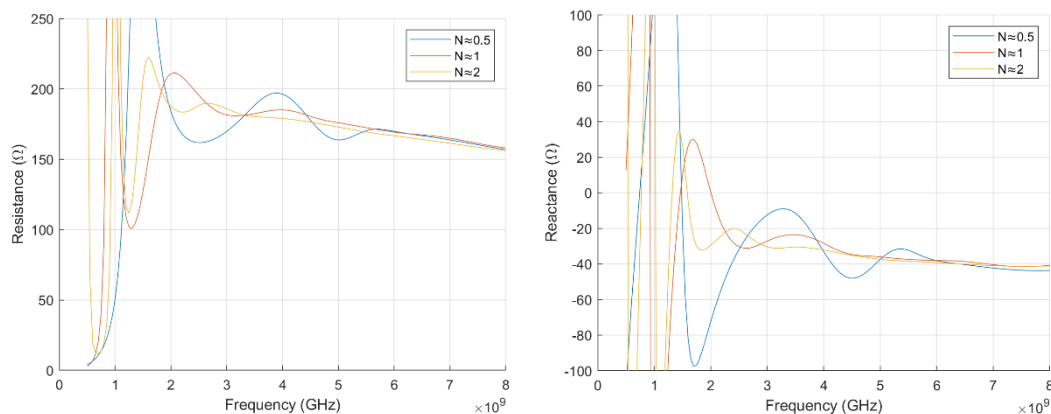 250
200
150
100
50
0
Resistance (Ω)
0 1 2 3 4 5 6 7 8
Frequency (GHz)
×10⁹
N≈0.5
N≈1
N≈2
100
80
60
40
20
0
-20
-40
-60
-80
-100
Reactance (Ω)
0 1 2 3 4 5 6 7 8
Frequency (GHz)
×10⁹
N≈0.5
N≈1
N≈2